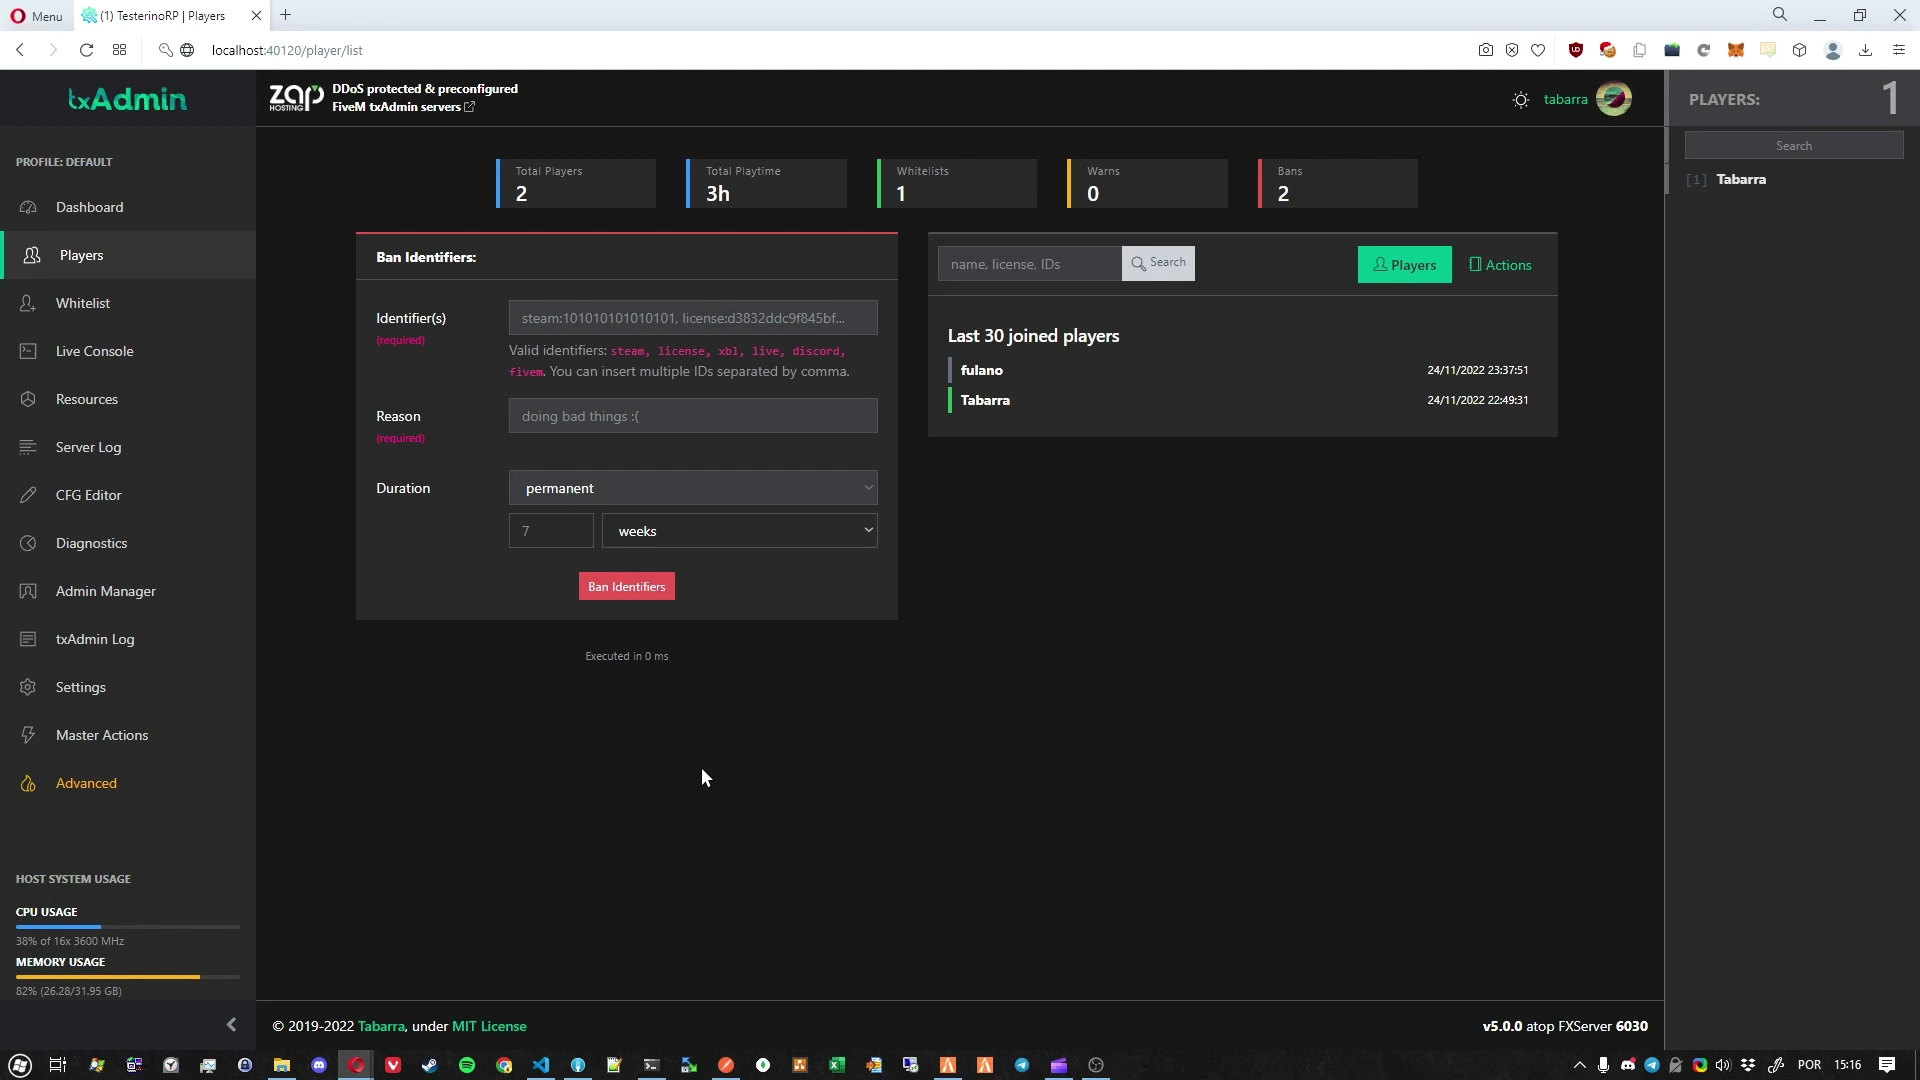 Menu
(1) TesterinoRP | Players
localhost:40120/player/list
txAdmin
ZAP
HOSTING
DDoS protected & preconfigured
FiveM txAdmin servers
tabarra
PROFILE: DEFAULT
Dashboard
Players
Whitelist
Live Console
Resources
Server Log
CFG Editor
Diagnostics
Admin Manager
txAdmin Log
Settings
Master Actions
Advanced
HOST SYSTEM USAGE
CPU USAGE
38% of 16x 3600 MHz
MEMORY USAGE
82% (26.28/31.95 GB)
Total Players
2
Total Playtime
3h
Whitelists
1
Warns
0
Bans
2
Ban Identifiers:
Identifier(s)
(required)
steam:101010101010101, license:d3832ddc9f845bf...
Valid identifiers: steam, license, xbl, live, discord,
fivem. You can insert multiple IDs separated by comma.
Reason
(required)
doing bad things :(
Duration
permanent
7
weeks
Ban Identifiers
Executed in 0 ms
name, license, IDs
Search
Players
Actions
Last 30 joined players
fulano 24/11/2022 23:37:51
Tabarra 24/11/2022 22:49:31
PLAYERS: 1
Search
[1] Tabarra
© 2019-2022 Tabarra, under MIT License
v5.0.0 atop FXServer 6030
POR 15:16